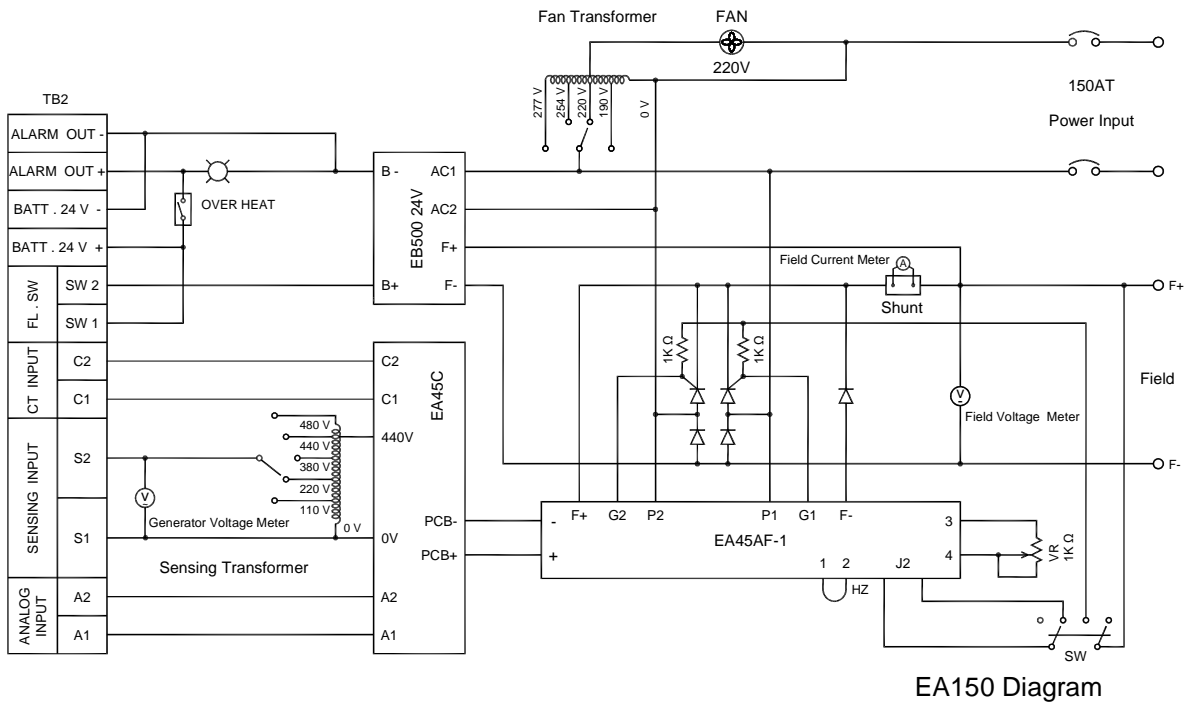 Fan Transformer
FAN
220V
277 V
254 V
220 V
190 V
0 V
150AT
Power Input
TB2
ALARM OUT -
ALARM OUT +
BATT . 24 V -
BATT . 24 V +
FL . SW
SW 2
SW 1
CT INPUT
C2
C1
SENSING INPUT
S2
S1
ANALOG INPUT
A2
A1
OVER HEAT
B -
AC1
AC2
EB500 24V
F+
B+
F-
Field Current Meter
A
Shunt
F+
1K Ω
1K Ω
Field
V
Field Voltage Meter
F-
C2
C1
EA45C
440V
480 V
440 V
380 V
220 V
110 V
0 V
V
Generator Voltage Meter
Sensing Transformer
PCB-
0V
PCB+
A2
A1
-
+
F+
G2
P2
P1
G1
F-
EA45AF-1
3
4
1
2
J2
HZ
VR
1K Ω
SW
EA150 Diagram